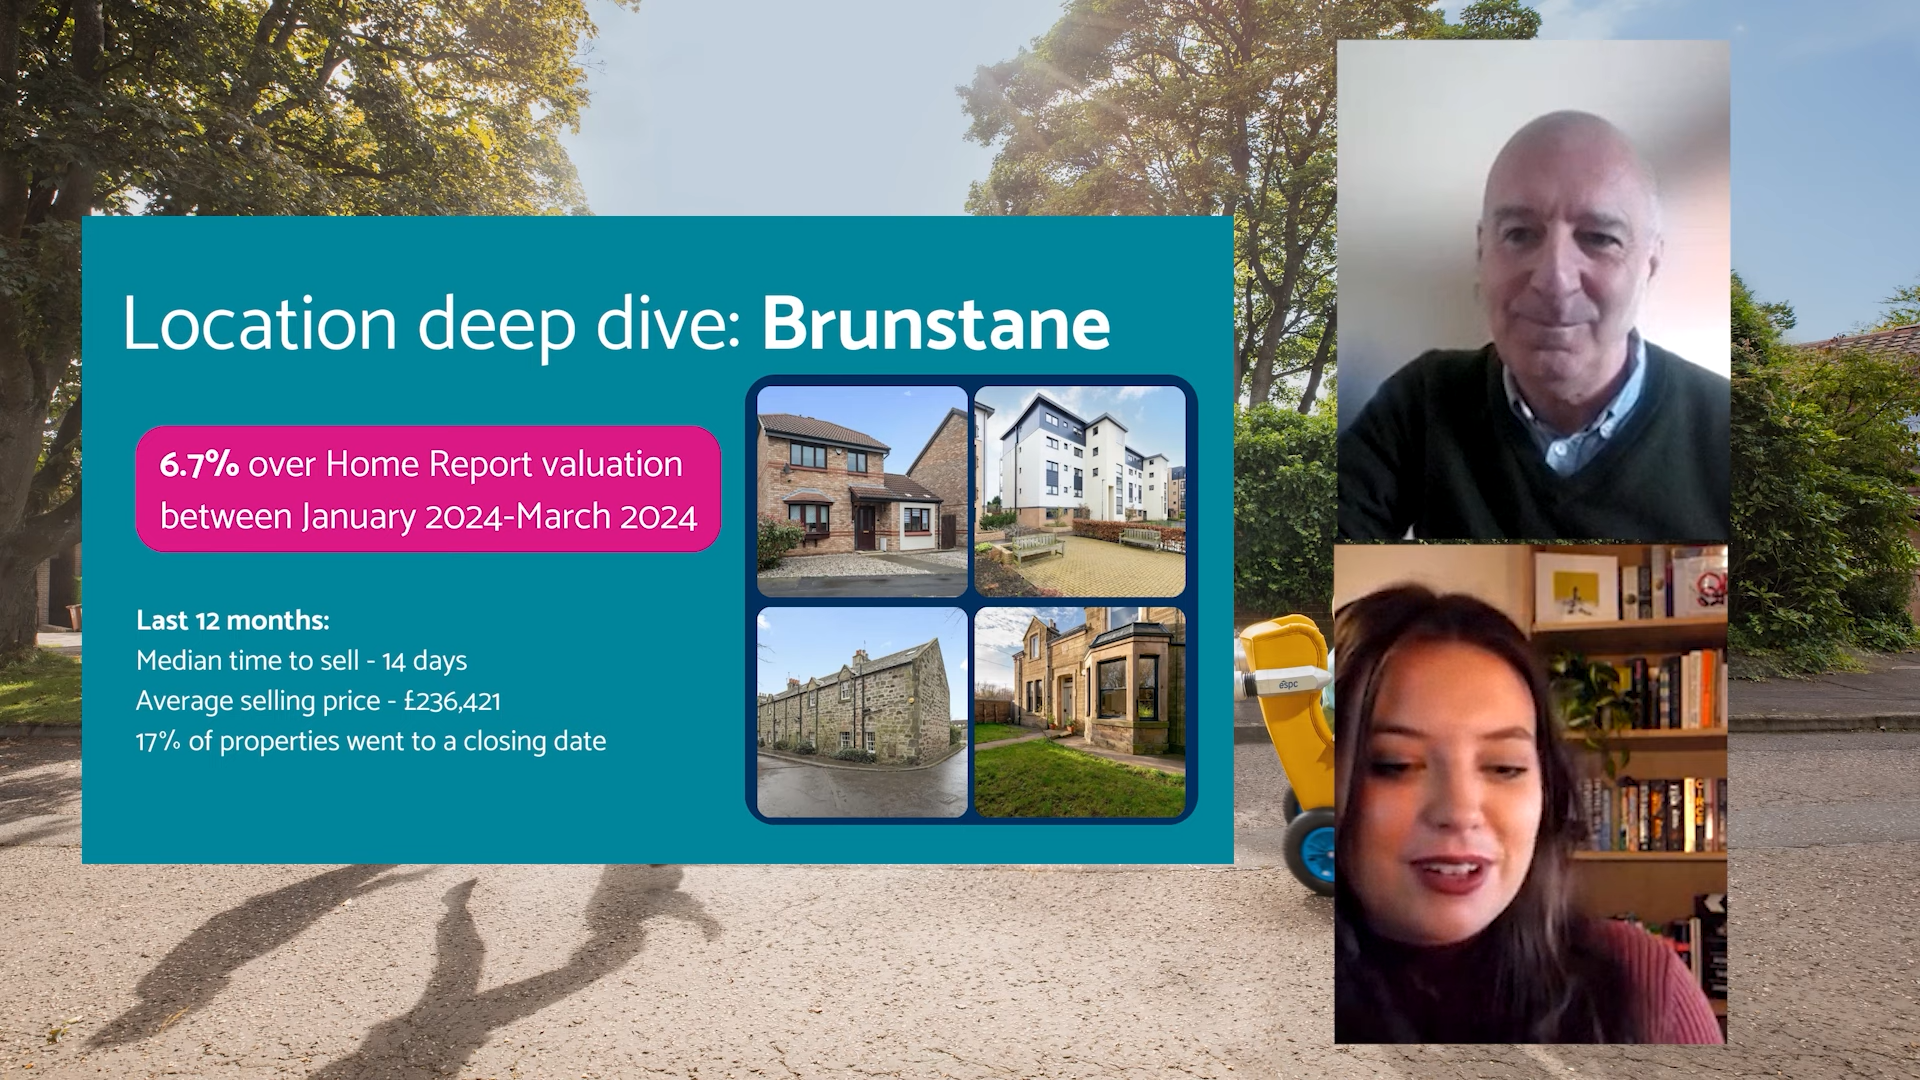 Location deep dive: Brunstane
6.7% over Home Report valuation
between January 2024-March 2024
Last 12 months:
Median time to sell - 14 days
Average selling price - £236,421
17% of properties went to a closing date
espc